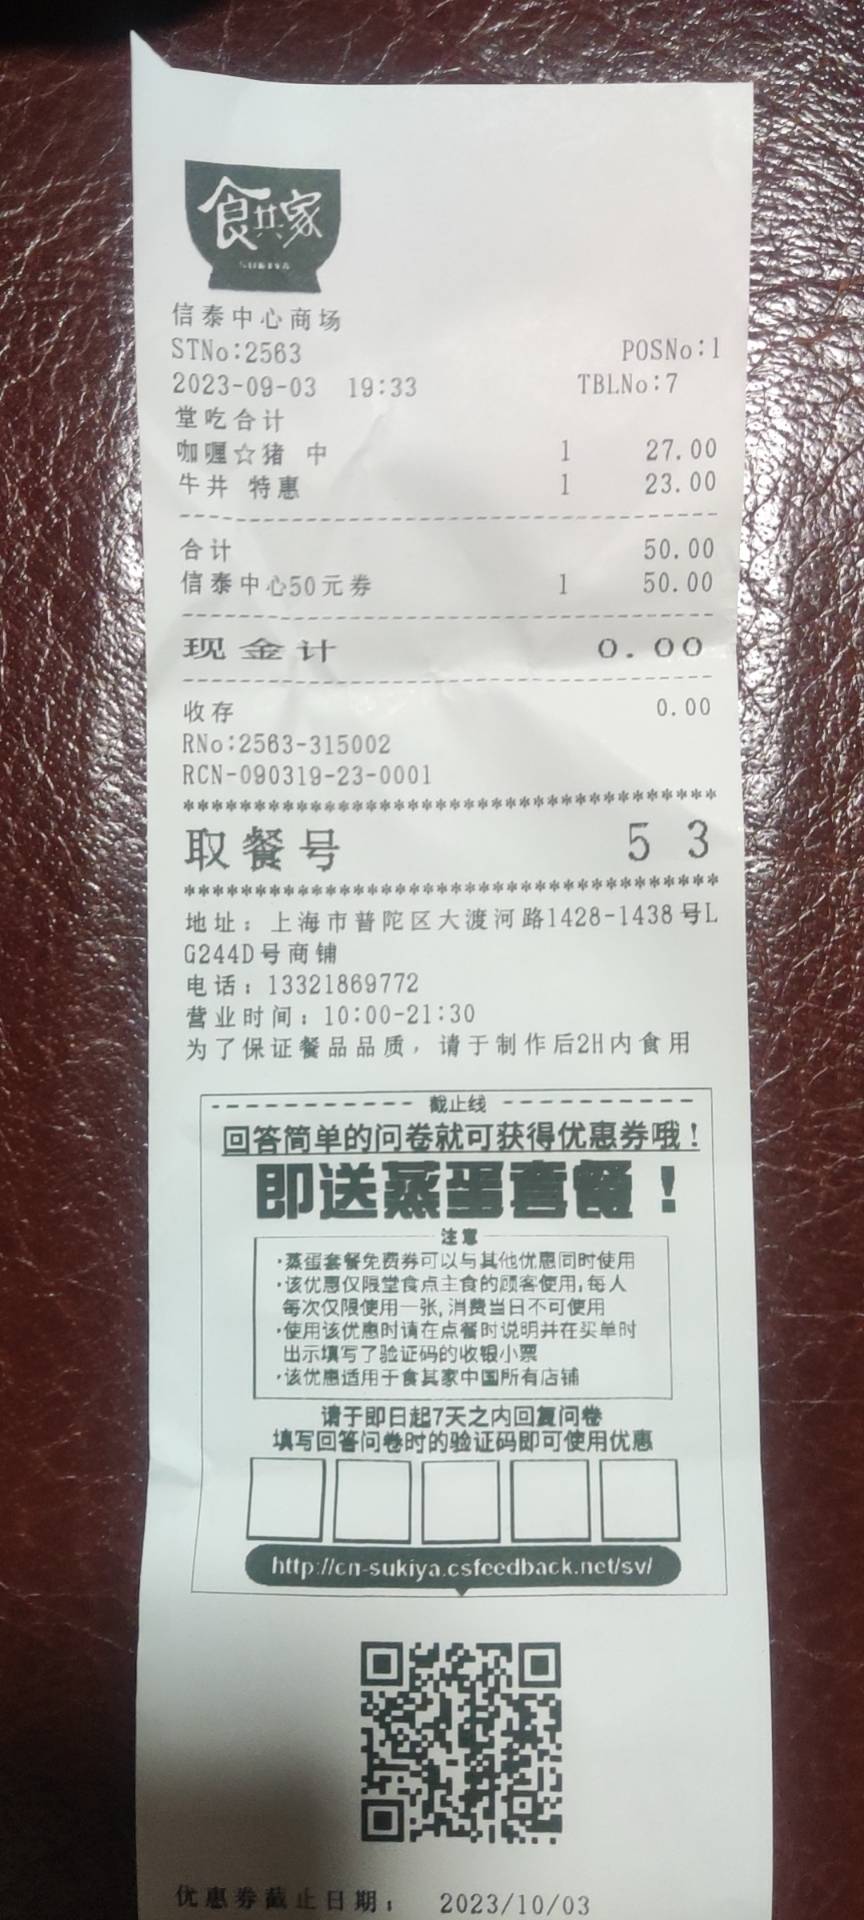 食其家
SUKIYA
信泰中心商场
STNo:2563 POSNo:1
2023-09-03 19:33 TBLNo:7
堂吃合计
咖喱☆猪 中 1 27.00
牛丼 特惠 1 23.00
合计 50.00
信泰中心50元券 1 50.00
现金计 0.00
收存 0.00
RNo:2563-315002
RCN-090319-23-0001
**************************************
取餐号 53
**************************************
地址：上海市普陀区大渡河路1428-1438号L
G244D号商铺
电话：13321869772
营业时间：10:00-21:30
为了保证餐品品质，请于制作后2H内食用
截止线
回答简单的问卷就可获得优惠券哦！
即送蒸蛋套餐！
注意
·蒸蛋套餐免费券可以与其他优惠同时使用
·该优惠仅限堂食点主食的顾客使用,每人
每次仅限使用一张,消费当日不可使用
·使用该优惠时请在点餐时说明并在买单时
出示填写了验证码的收银小票
·该优惠适用于食其家中国所有店铺
请于即日起7天之内回复问卷
填写回答问卷时的验证码即可使用优惠
http://cn-sukiya.csfeedback.net/sv/
优惠券截止日期： 2023/10/03